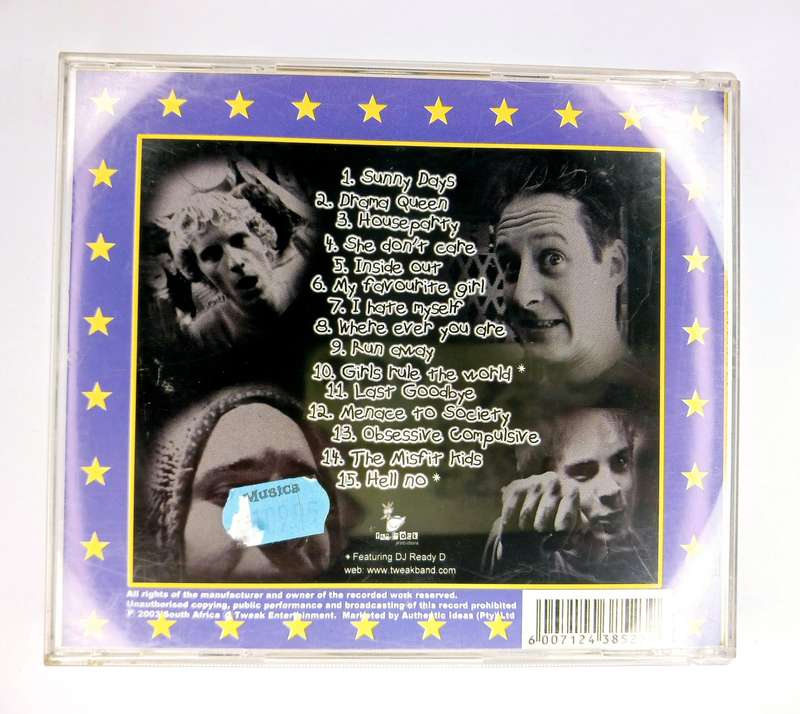 1. Sunny Days
2. Drama Queen
3. Houseparty
4. She don't care
5. Inside out
6. My favourite girl
7. I hate myself
8. Where ever you are
9. Run away
10. Girls rule the world *
11. Last Goodbye
12. Menace to Society
13. Obsessive Compulsive
14. The Misfit Kids
15. Hell no *
Musica
* Featuring DJ Ready D
web: www.tweakband.com
All rights of the manufacturer and owner of the recorded work reserved.
Unauthorised copying, public performance and broadcasting of this record prohibited
South Africa Tweak Entertainment. Marketed by Authentic Ideas (Pty) Ltd
6 007124